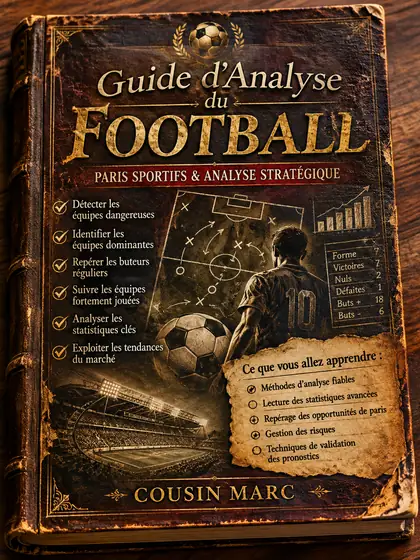 Guide d'Analyse
du
FOOTBALL
PARIS SPORTIFS & ANALYSE STRATÉGIQUE
Détecter les
équipes dangereuses
Identifier les
équipes dominantes
Repérer les buteurs
réguliers
Suivre les équipes
fortement jouées
Analyser les
statistiques clés
Exploiter les tendances
du marché
10
Forme 7
Victoires 7
Nuls 2
Défaites 1
Buts + 18
Buts - 6
Ce que vous allez apprendre :
Méthodes d'analyse fiables
Lecture des statistiques avancées
Repérage des opportunités de paris
Gestion des risques
Techniques de validation
des pronostics
COUSIN MARC